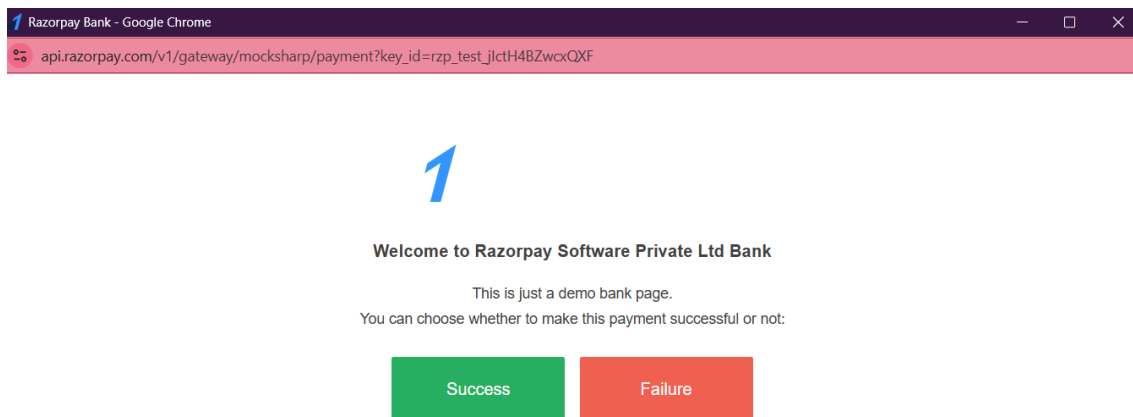 Razorpay Bank - Google Chrome
api.razorpay.com/v1/gateway/mocksharp/payment?key_id=rzp_test_jIctH4BZwcxQXF
Welcome to Razorpay Software Private Ltd Bank
This is just a demo bank page.
You can choose whether to make this payment successful or not:
Success Failure